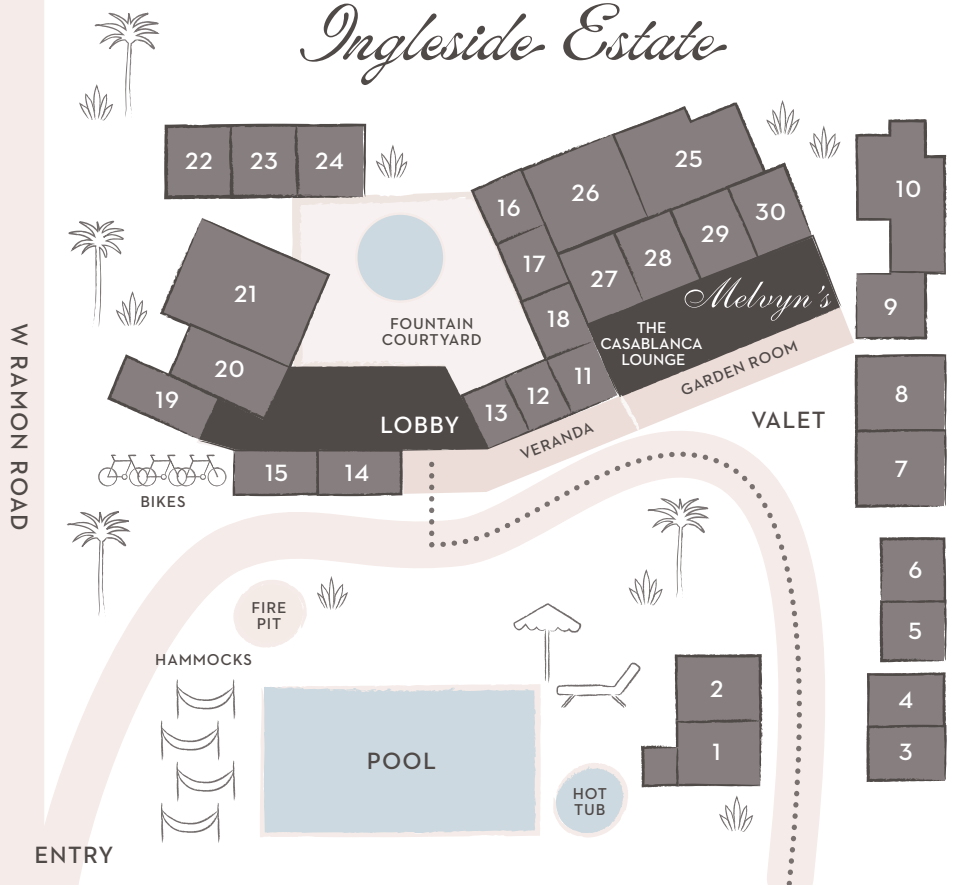 Ingleside Estate
22 23 24
16
26
25
30
29
28
27
17
18
10
9
21
20
19
FOUNTAIN
COURTYARD
Melvyn's
THE
CASABLANCA
LOUNGE
GARDEN ROOM
11
12
13
LOBBY
VERANDA
VALET
8
7
15 14
BIKES
W RAMON ROAD
6
5
FIRE
PIT
HAMMOCKS
2
1
4
3
POOL
HOT
TUB
ENTRY